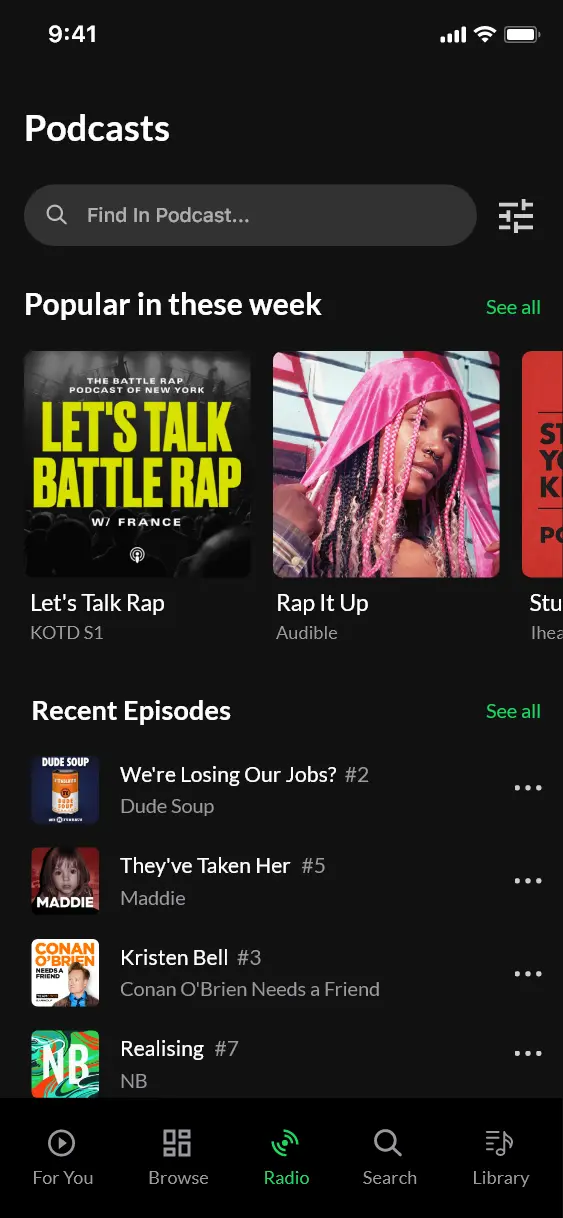 9:41
Podcasts
Find In Podcast...
Popular in these week
See all
THE BATTLE RAP
PODCAST OF NEW YORK
LET'S TALK
BATTLE RAP
W/ FRANCE
Let's Talk Rap
KOTD S1
Rap It Up
Audible
ST
YO
K
PO
Stu
Ihea
Recent Episodes
See all
DUDE SOUP
DUDE
SOUP
We're Losing Our Jobs? #2
Dude Soup
MADDIE
They've Taken Her #5
Maddie
CONAN
O'BRIEN
NEEDS A
FRIEND
Kristen Bell #3
Conan O'Brien Needs a Friend
NB
Realising #7
NB
For You
Browse
Radio
Search
Library